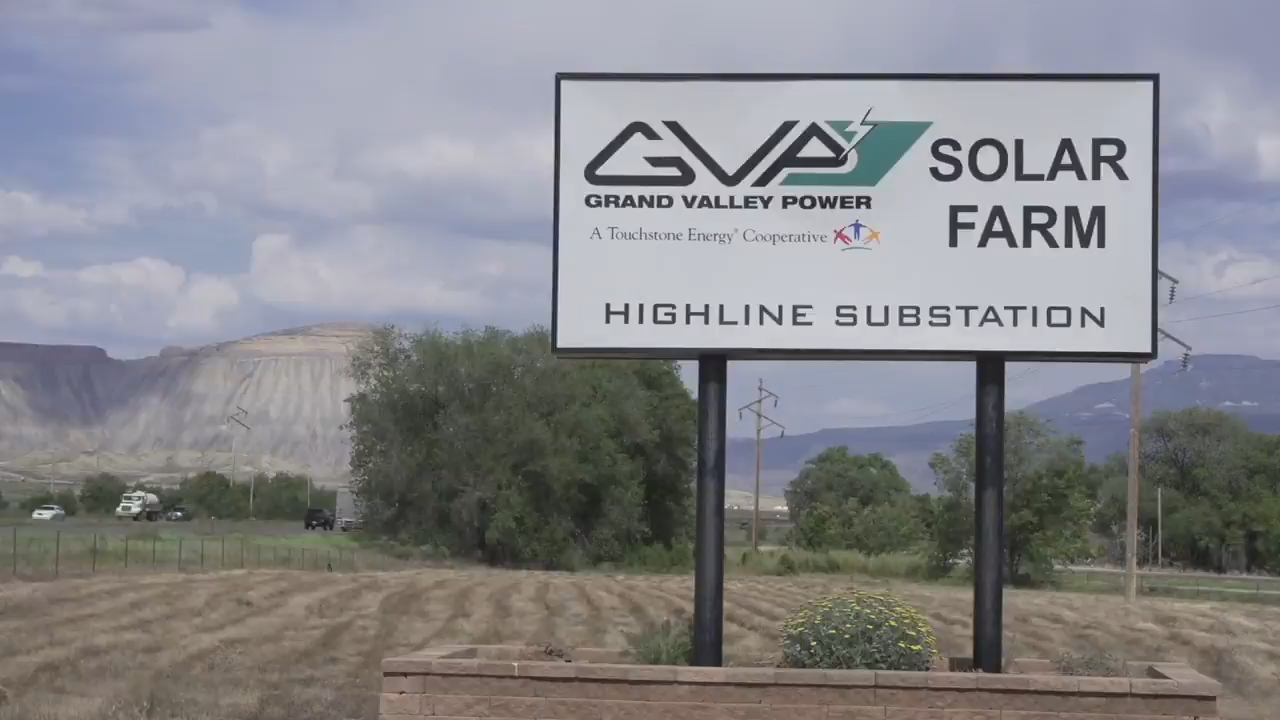 GVP
GRAND VALLEY POWER
A Touchstone Energy® Cooperative
SOLAR
FARM
HIGHLINE SUBSTATION